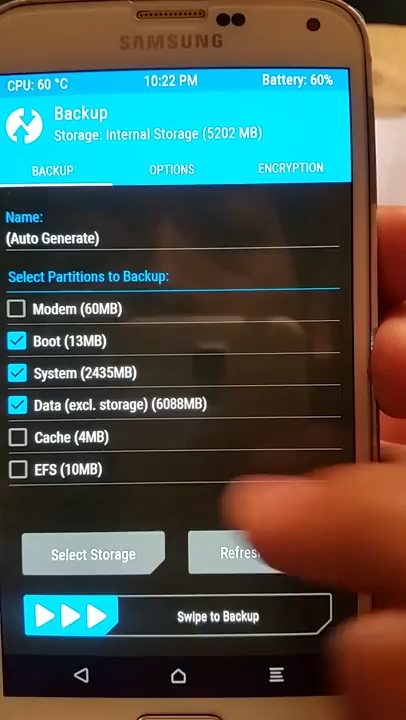 SAMSUNG
CPU: 60 °C 10:22 PM Battery: 60%
Backup
Storage: Internal Storage (5202 MB)
BACKUP OPTIONS ENCRYPTION
Name:
(Auto Generate)
Select Partitions to Backup:
Modem (60MB)
Boot (13MB)
System (2435MB)
Data (excl. storage) (6088MB)
Cache (4MB)
EFS (10MB)
Select Storage Refres
Swipe to Backup